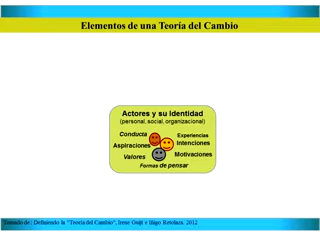 Elementos de una Teoría del Cambio
Actores y su Identidad
(personal, social, organizacional)
Conducta
Experiencias
Aspiraciones
Intenciones
Valores
Motivaciones
Formas de pensar
Tomado de: Definiendo la "Teoría del Cambio", Irene Guijt e Iñigo Retolaza. 2012